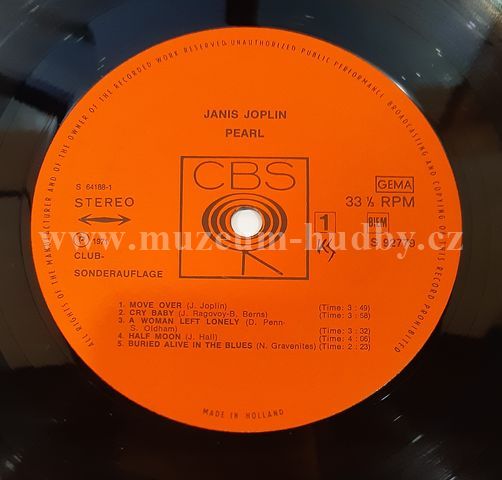 ALL RIGHTS OF THE MANUFACTURER AND OF THE OWNER OF THE RECORDED WORK RESERVED. UNAUTHORIZED PUBLIC PERFORMANCE, BROADCASTING AND COPYING OF THIS RECORD PROHIBITED
JANIS JOPLIN
PEARL
CBS
S 64188-1
STEREO
GEMA
33 ⅓ RPM
1
BIEM
S 92779
www.muzeum-hudby.cz
CLUB-
SONDERAUFLAGE
1. MOVE OVER (J. Joplin) (Time: 3 : 49)
2. CRY BABY (J. Ragovoy-B. Berns) (Time: 3 : 58)
3. A WOMAN LEFT LONELY (D. Penn-
S. Oldham) (Time: 3 : 32)
4. HALF MOON (J. Hall) (Time: 4 : 06)
5. BURIED ALIVE IN THE BLUES (N. Gravenites) (Time: 2 : 23)
MADE IN HOLLAND